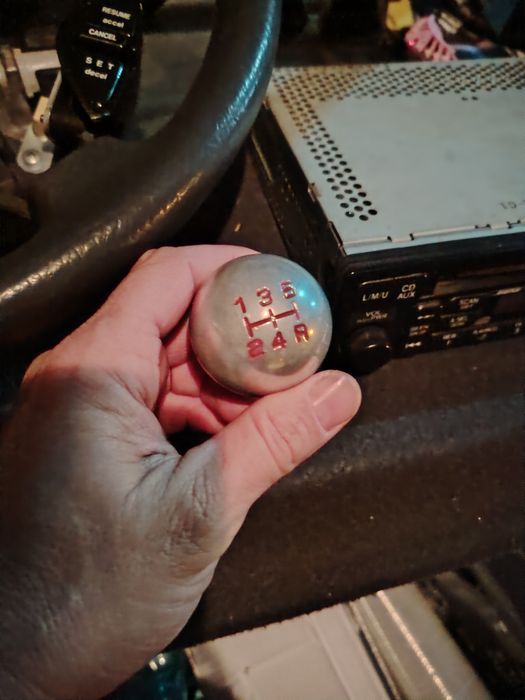 RESUME
accel
CANCEL
SET
decel
1 3 5
2 4 R
L/M/U
CD
AUX
VOL
SCAN